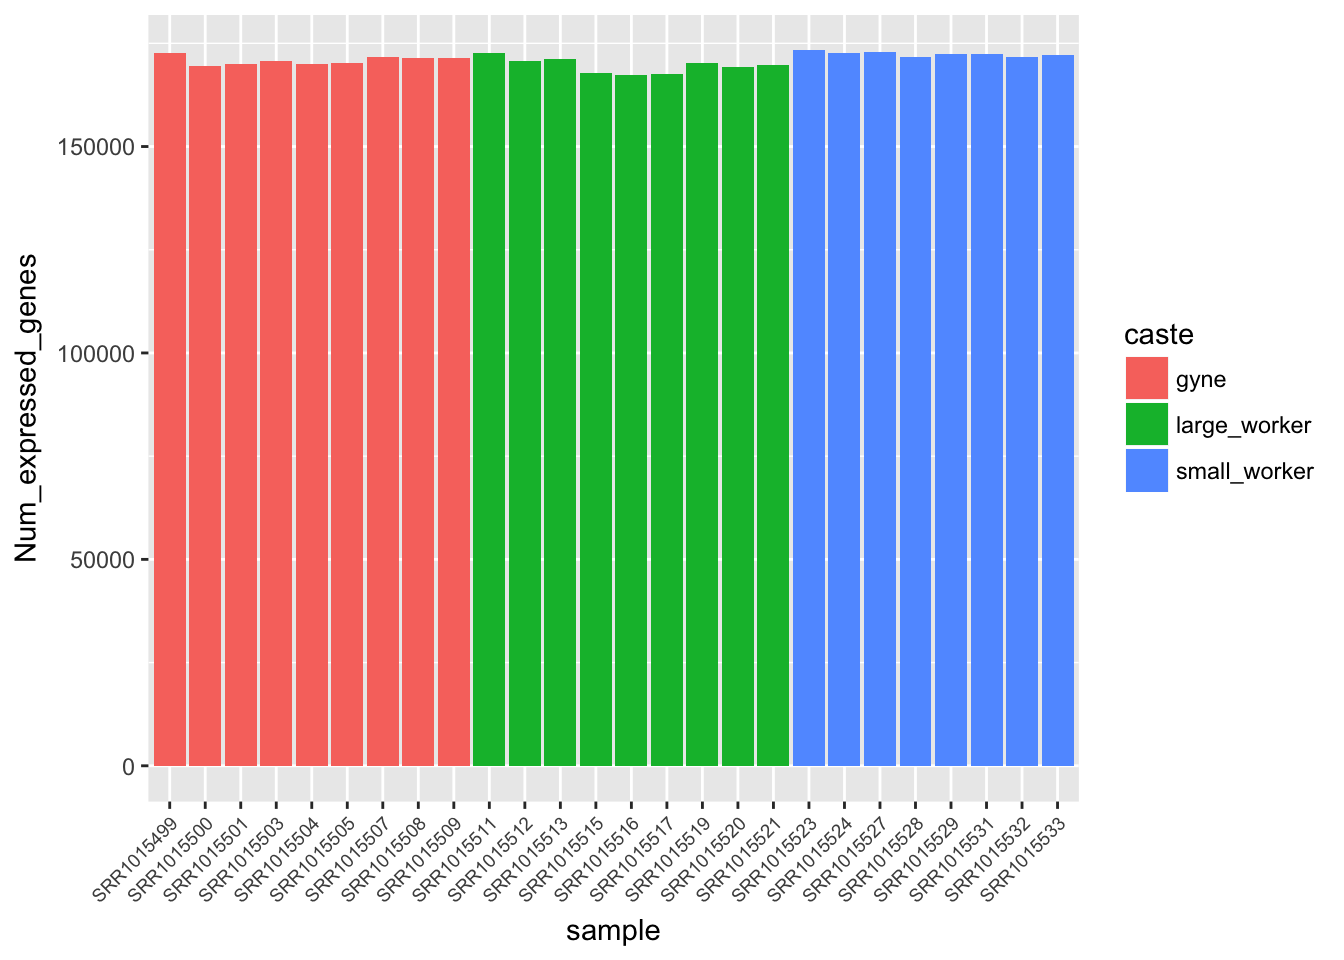 Num_expressed_genes
150000
100000
50000
0
SRR1015499
SRR1015500
SRR1015501
SRR1015503
SRR1015504
SRR1015505
SRR1015507
SRR1015508
SRR1015509
SRR1015511
SRR1015512
SRR1015513
SRR1015515
SRR1015516
SRR1015517
SRR1015519
SRR1015520
SRR1015521
SRR1015523
SRR1015524
SRR1015527
SRR1015528
SRR1015529
SRR1015531
SRR1015532
SRR1015533
sample
caste
gyne
large_worker
small_worker